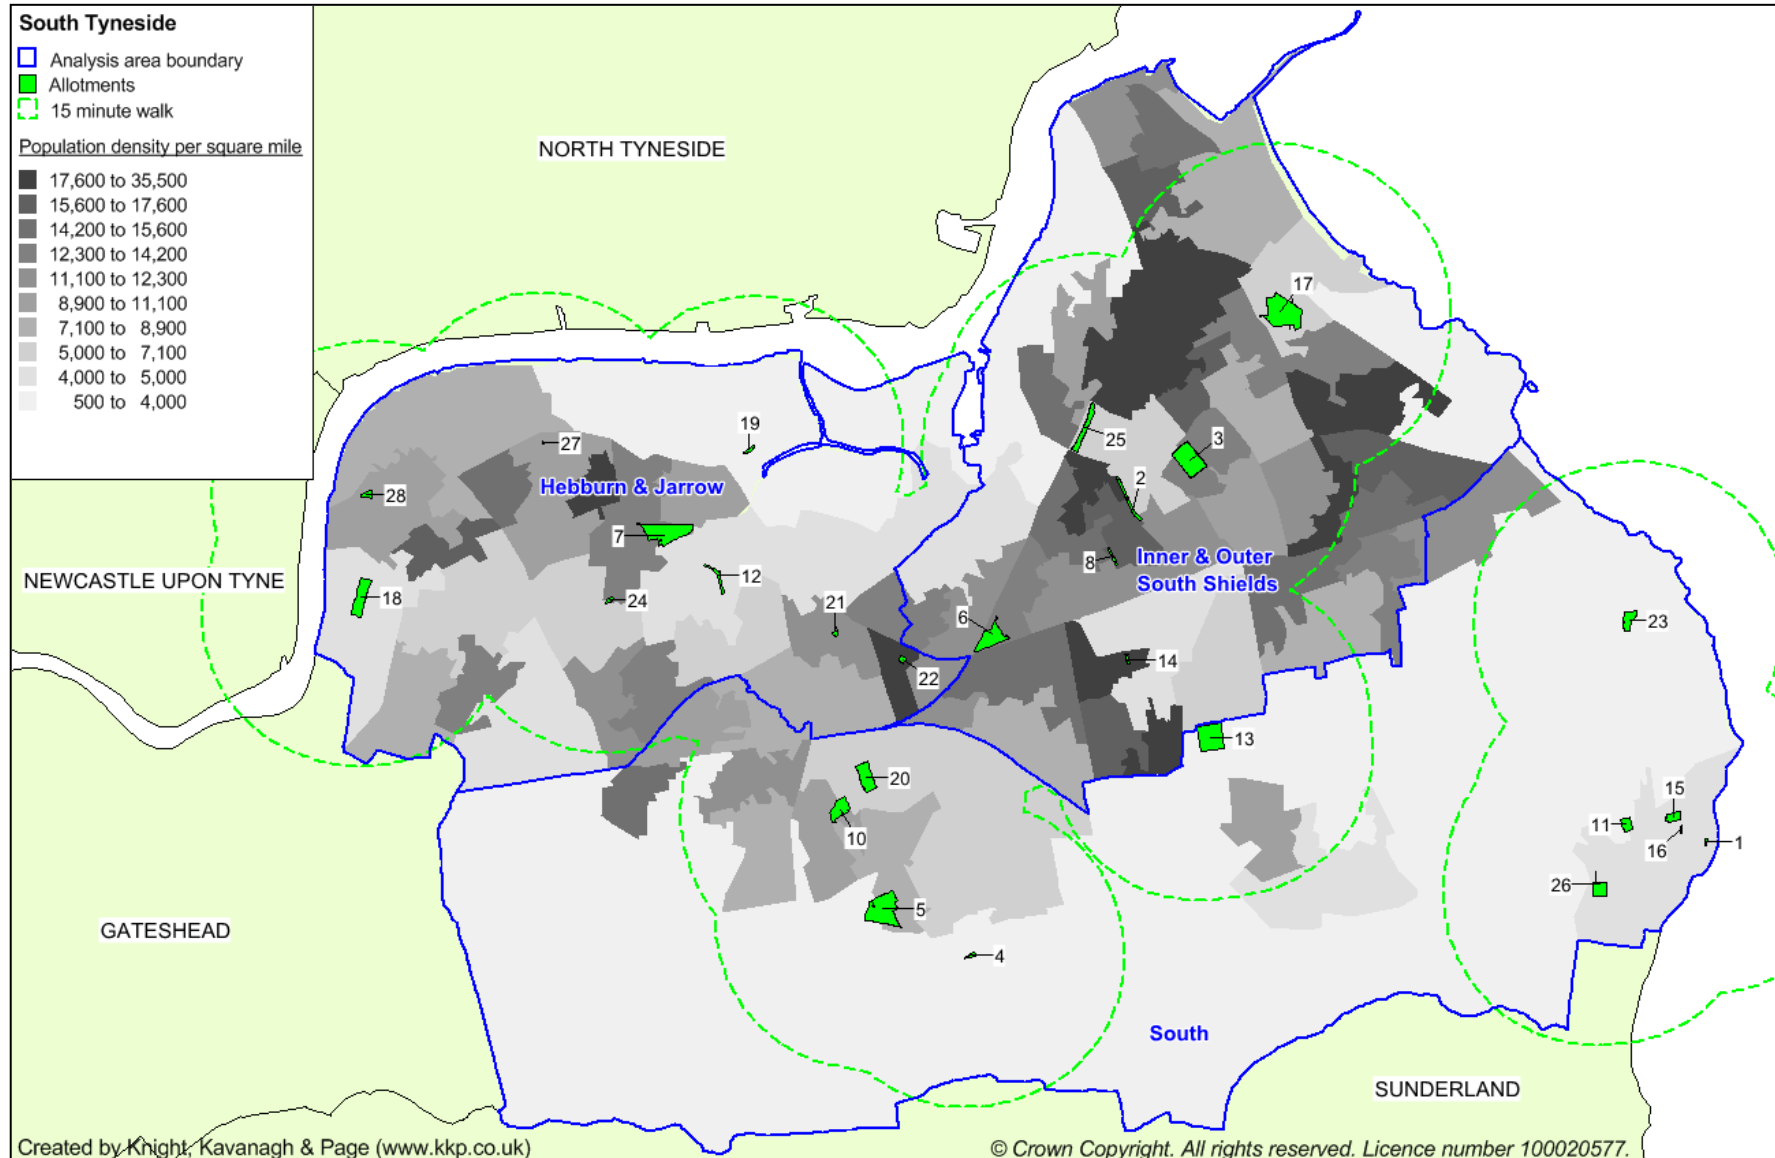 South Tyneside
Analysis area boundary
Allotments
15 minute walk
Population density per square mile
17,600 to 35,500
15,600 to 17,600
14,200 to 15,600
12,300 to 14,200
11,100 to 12,300
8,900 to 11,100
7,100 to 8,900
5,000 to 7,100
4,000 to 5,000
500 to 4,000
NORTH TYNESIDE
17
19
27
25
3
Hebburn & Jarrow
28
2
7
8
Inner & Outer
South Shields
NEWCASTLE UPON TYNE
12
18
24
21
6
23
14
22
13
20
15
10
11
16
1
26
5
GATESHEAD
4
South
SUNDERLAND
Created by Knight, Kavanagh & Page (www.kkp.co.uk)
© Crown Copyright. All rights reserved. Licence number 100020577.